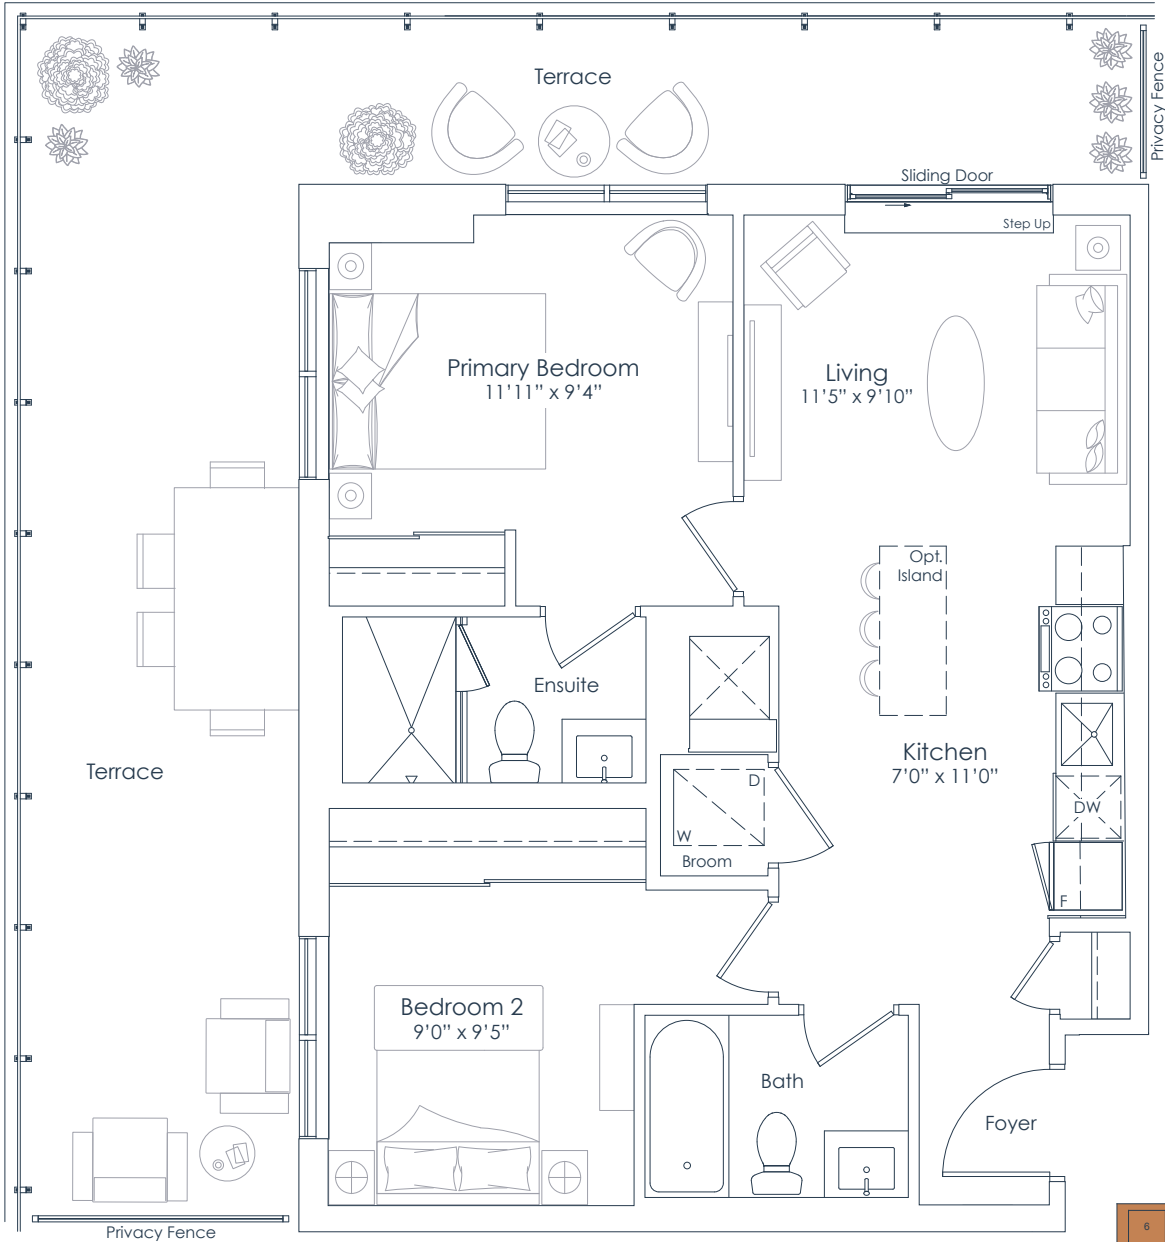 Terrace
Privacy Fence
Sliding Door
Step Up
Primary Bedroom
11'11" x 9'4"
Living
11'5" x 9'10"
Opt.
Island
Ensuite
Kitchen
7'0" x 11'0"
Terrace
D
W
DW
Broom
F
Bedroom 2
9'0" x 9'5"
Bath
Foyer
Privacy Fence
6